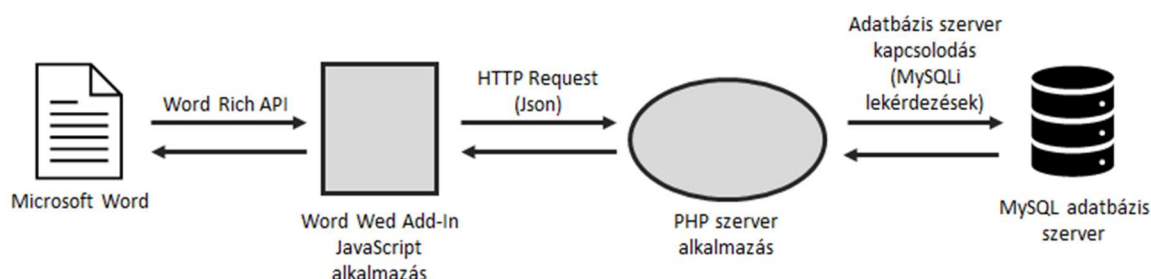 Microsoft Word
Word Rich API
Word Wed Add-In
JavaScript
alkalmazás
HTTP Request
(Json)
PHP szerver
alkalmazás
Adatbázis szerver
kapcsolodás
(MySQLi
lekérdezések)
MySQL adatbázis
szerver